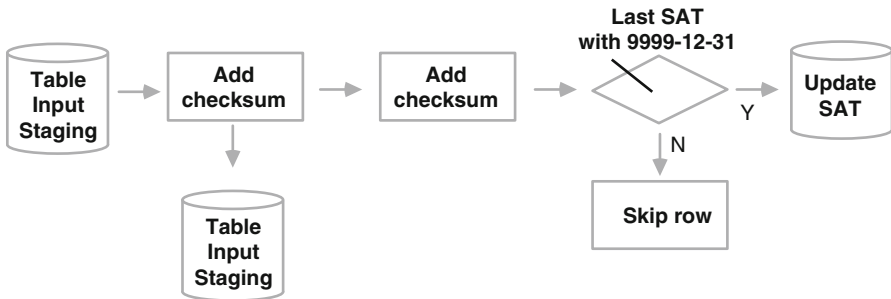 Last SAT
with 9999-12-31
Table
Input
Staging
Add
checksum
Add
checksum
Update
SAT
Y
N
Table
Input
Staging
Skip row